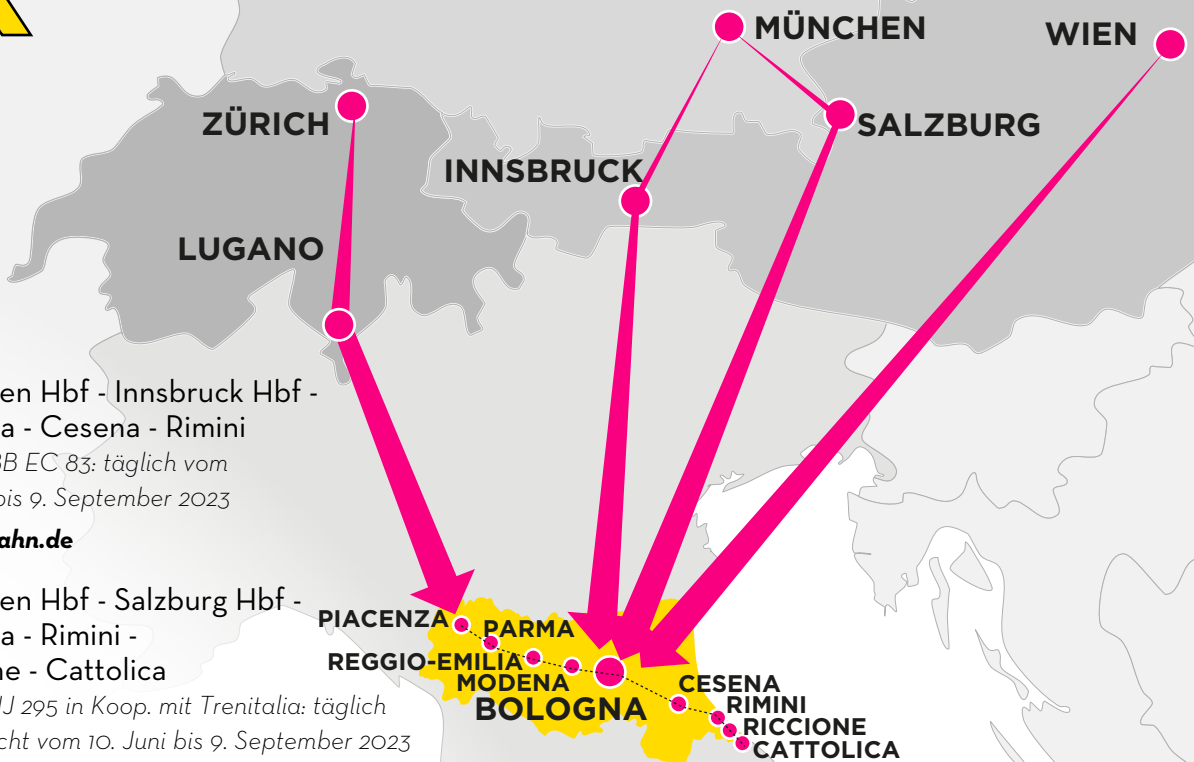 MÜNCHEN
WIEN
ZÜRICH
SALZBURG
INNSBRUCK
LUGANO
en Hbf - Innsbruck Hbf -
a - Cesena - Rimini
BB EC 83: täglich vom
bis 9. September 2023
ahn.de
en Hbf - Salzburg Hbf -
a - Rimini -
ne - Cattolica
NJ 295 in Koop. mit Trenitalia: täglich
ch vom 10. Juni bis 9. September 2023
PIACENZA
PARMA
REGGIO-EMILIA
MODENA
BOLOGNA
CESENA
RIMINI
RICCIONE
CATTOLICA